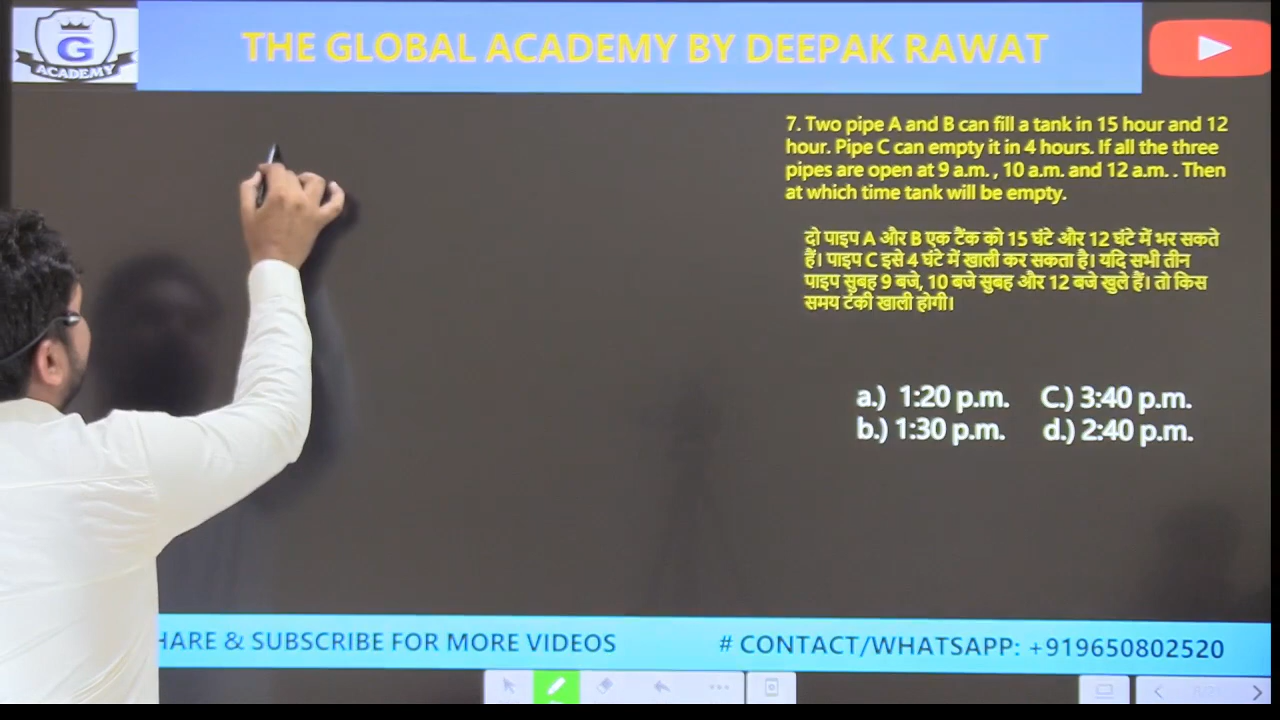 G
ACADEMY
THE GLOBAL ACADEMY BY DEEPAK RAWAT
7. Two pipe A and B can fill a tank in 15 hour and 12
hour. Pipe C can empty it in 4 hours. If all the three
pipes are open at 9 a.m. , 10 a.m. and 12 a.m. . Then
at which time tank will be empty.
दो पाइप A और B एक टैंक को 15 घंटे और 12 घंटे में भर सकते
हैं। पाइप C इसे 4 घंटे में खाली कर सकता है। यदि सभी तीन
पाइप सुबह 9 बजे, 10 बजे सुबह और 12 बजे खुले हैं। तो किस
समय टंकी खाली होगी।
a.) 1:20 p.m. C.) 3:40 p.m.
b.) 1:30 p.m. d.) 2:40 p.m.
HARE & SUBSCRIBE FOR MORE VIDEOS # CONTACT/WHATSAPP: +919650802520